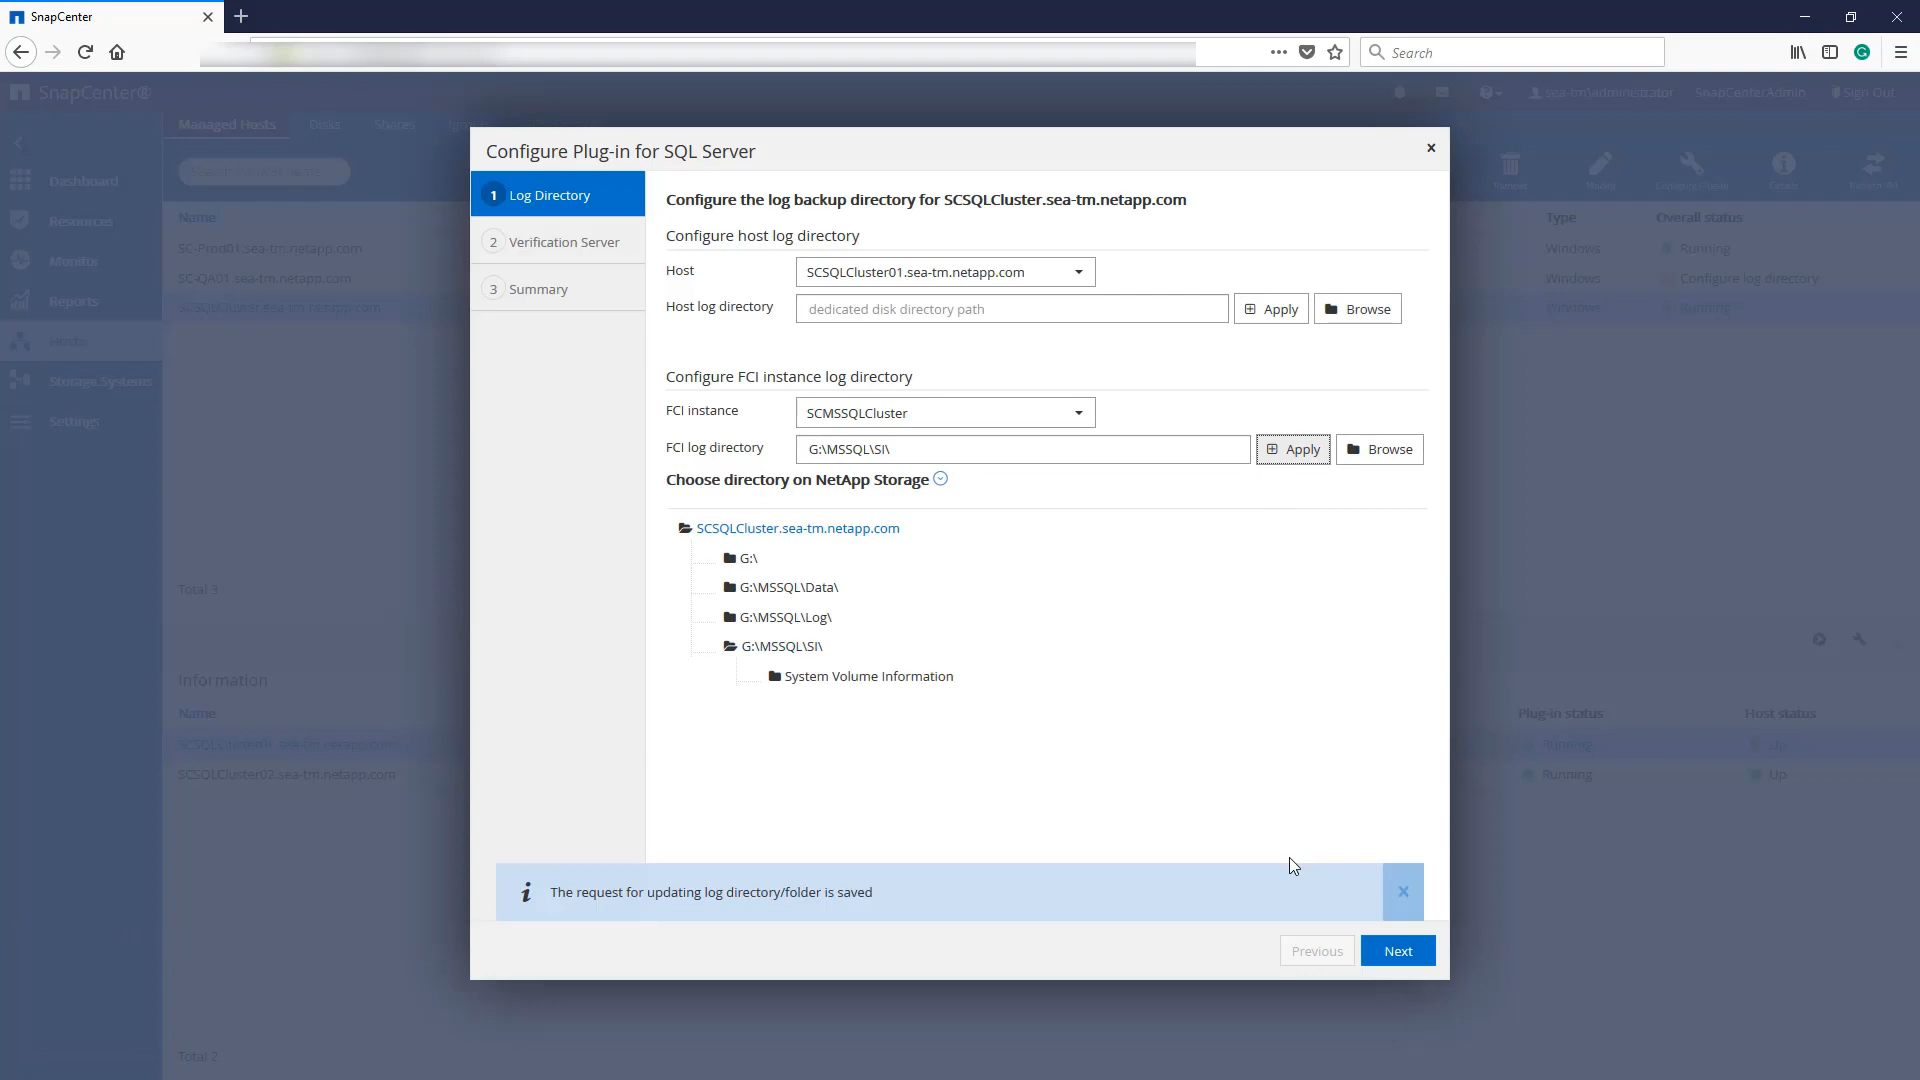 SnapCenter
Search
SnapCenter®
sea-tm\administrator
SnapCenterAdmin
Sign Out
Managed Hosts
Disks
Shares
Dashboard
Resources
Monitor
Reports
Hosts
Storage Systems
Settings
Name
SC-Prod01.sea-tm.netapp.com
SC-QA01.sea-tm.netapp.com
SCSQLCluster.sea-tm.netapp.com
Total 3
Type
Overall status
Windows
Running
Windows
Configure log directory
Windows
Running
Remove
Modify
Configure Plug-in for SQL Server
×
1 Log Directory
2 Verification Server
3 Summary
Configure the log backup directory for SCSQLCluster.sea-tm.netapp.com
Configure host log directory
Host
SCSQLCluster01.sea-tm.netapp.com
Host log directory
dedicated disk directory path
Apply
Browse
Configure FCI instance log directory
FCI instance
SCMSSQLCluster
FCI log directory
G:\MSSQL\SI\
Apply
Browse
Choose directory on NetApp Storage
SCSQLCluster.sea-tm.netapp.com
G:\
G:\MSSQL\Data\
G:\MSSQL\Log\
G:\MSSQL\SI\
System Volume Information
The request for updating log directory/folder is saved
×
Previous
Next
Information
Name
SCSQLCluster01.sea-tm.netapp.com
SCSQLCluster02.sea-tm.netapp.com
Plug-in status
Host status
Running
Up
Running
Up
Total 2